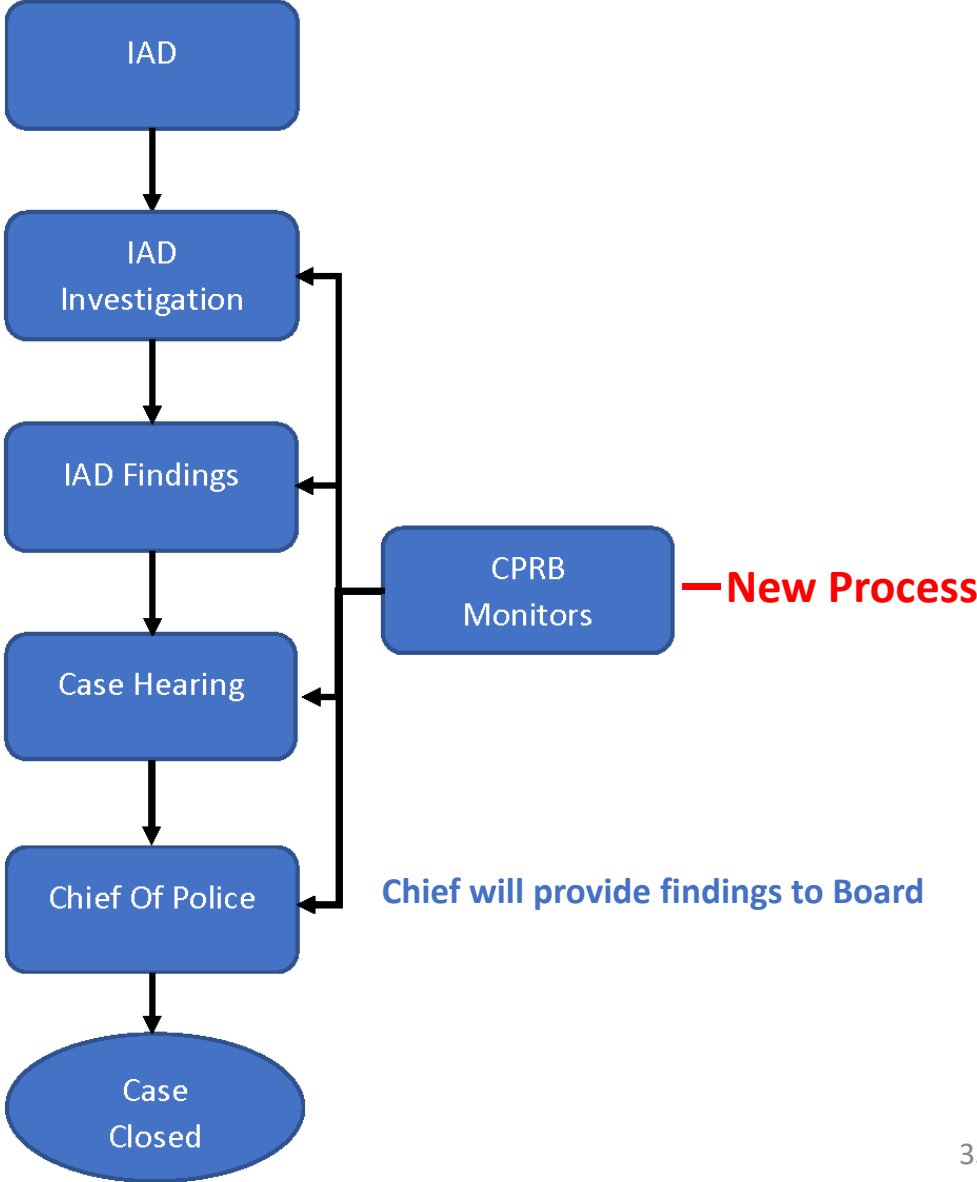 IAD
IAD
Investigation
IAD Findings
CPRB
Monitors
New Process
Case Hearing
Chief Of Police
Chief will provide findings to Board
Case
Closed